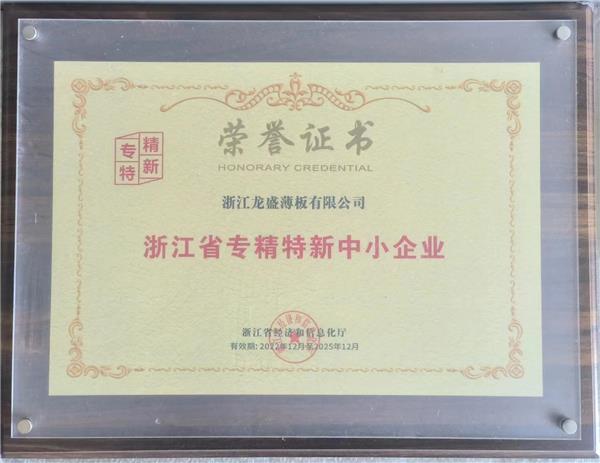 专精特新
荣誉证书
HONORARY CREDENTIAL
浙江龙盛薄板有限公司
浙江省专精特新中小企业
浙江省经济和信息化厅
有效期: 2022年12月至2025年12月